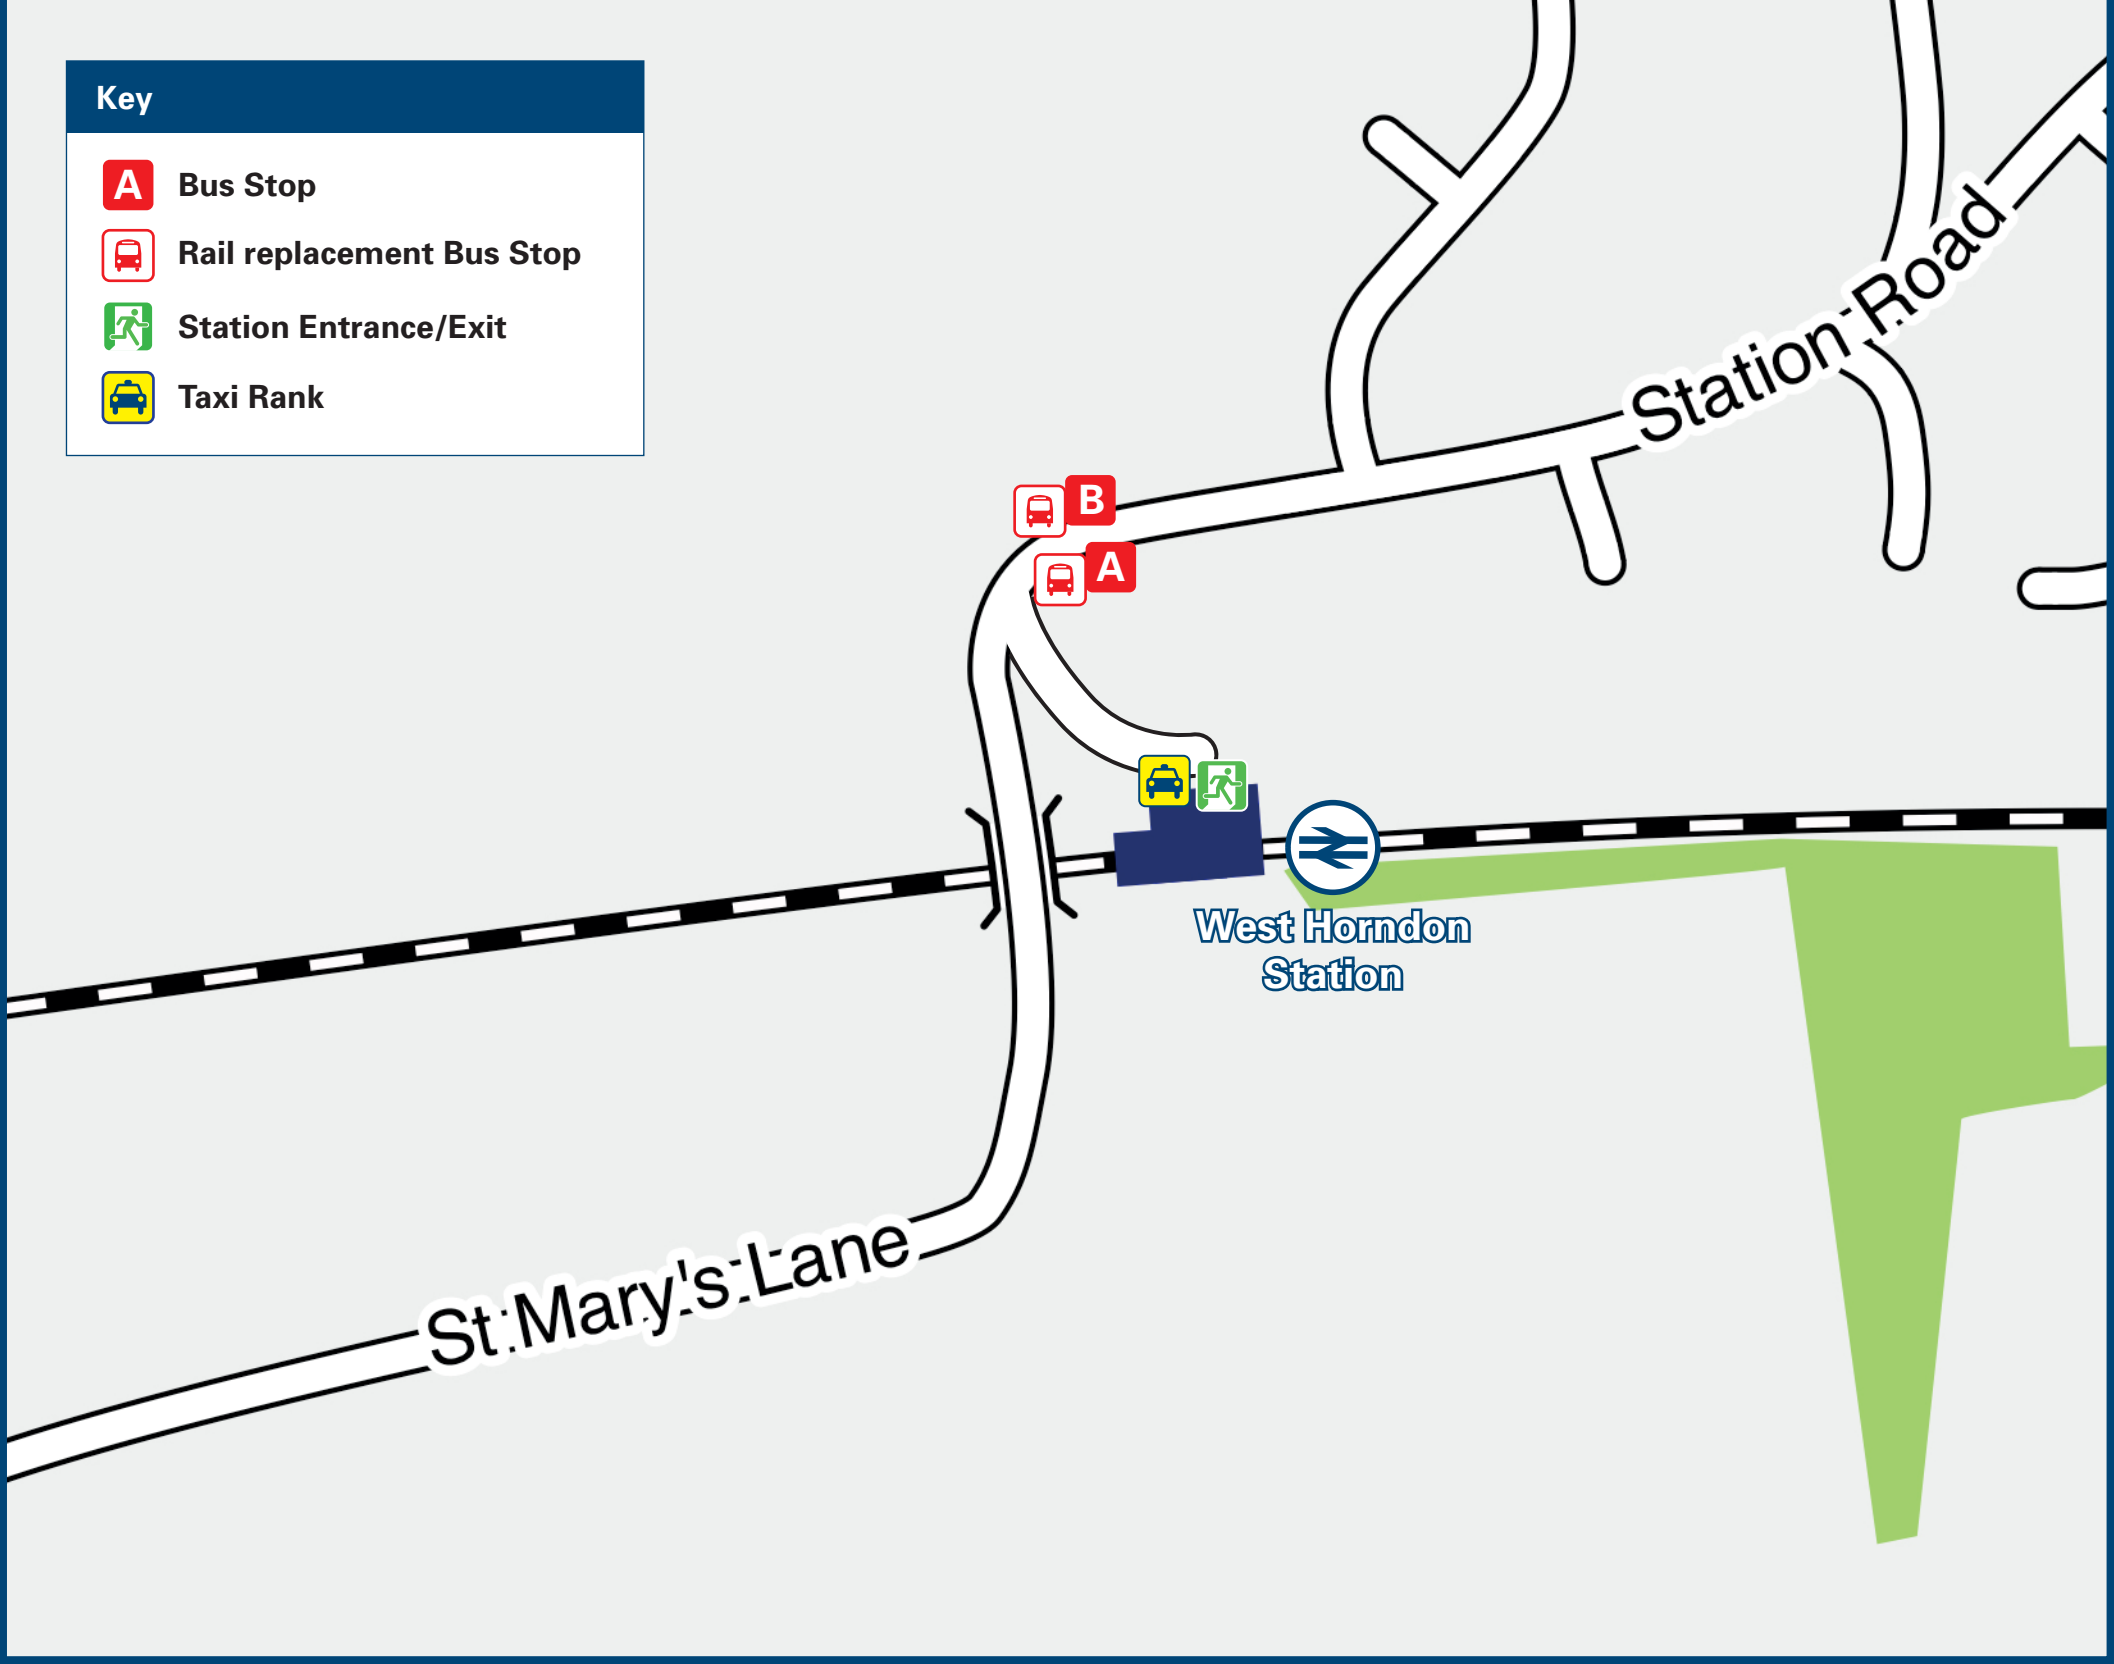 Key
A Bus Stop
Rail replacement Bus Stop
Station Entrance/Exit
Taxi Rank
Station Road
B
A
West Horndon
Station
St Mary's Lane